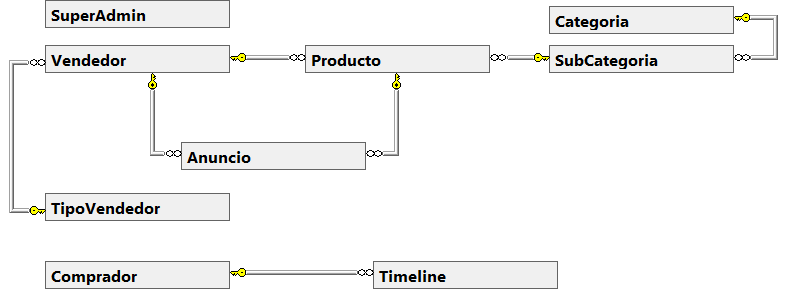 SuperAdmin
Categoria
Vendedor
Producto
SubCategoria
Anuncio
TipoVendedor
Comprador
Timeline